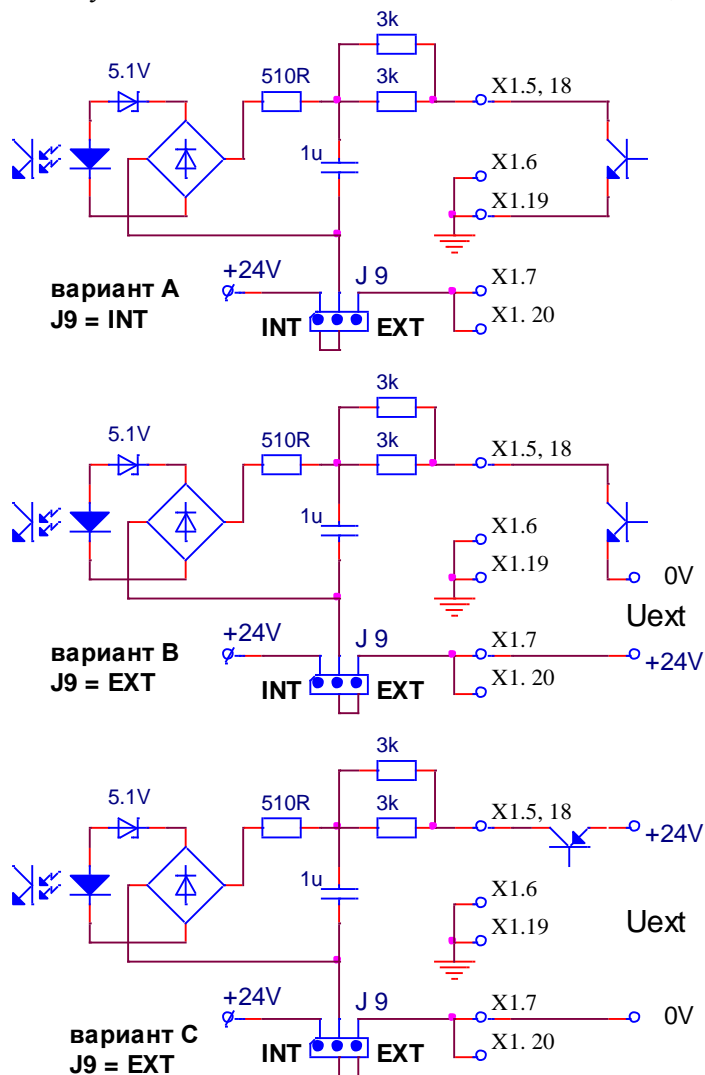 3k
5.1V
510R
3k
X1.5, 18
1u
X1.6
X1.19
+24V
J 9
X1.7
вариант A
J9 = INT
INT
EXT
X1. 20
3k
5.1V
510R
3k
X1.5, 18
1u
X1.6
X1.19
0V
Uext
+24V
J 9
X1.7
+24V
вариант B
J9 = EXT
INT
EXT
X1. 20
3k
5.1V
510R
3k
X1.5, 18
+24V
1u
X1.6
X1.19
Uext
+24V
J 9
X1.7
0V
вариант C
J9 = EXT
INT
EXT
X1. 20